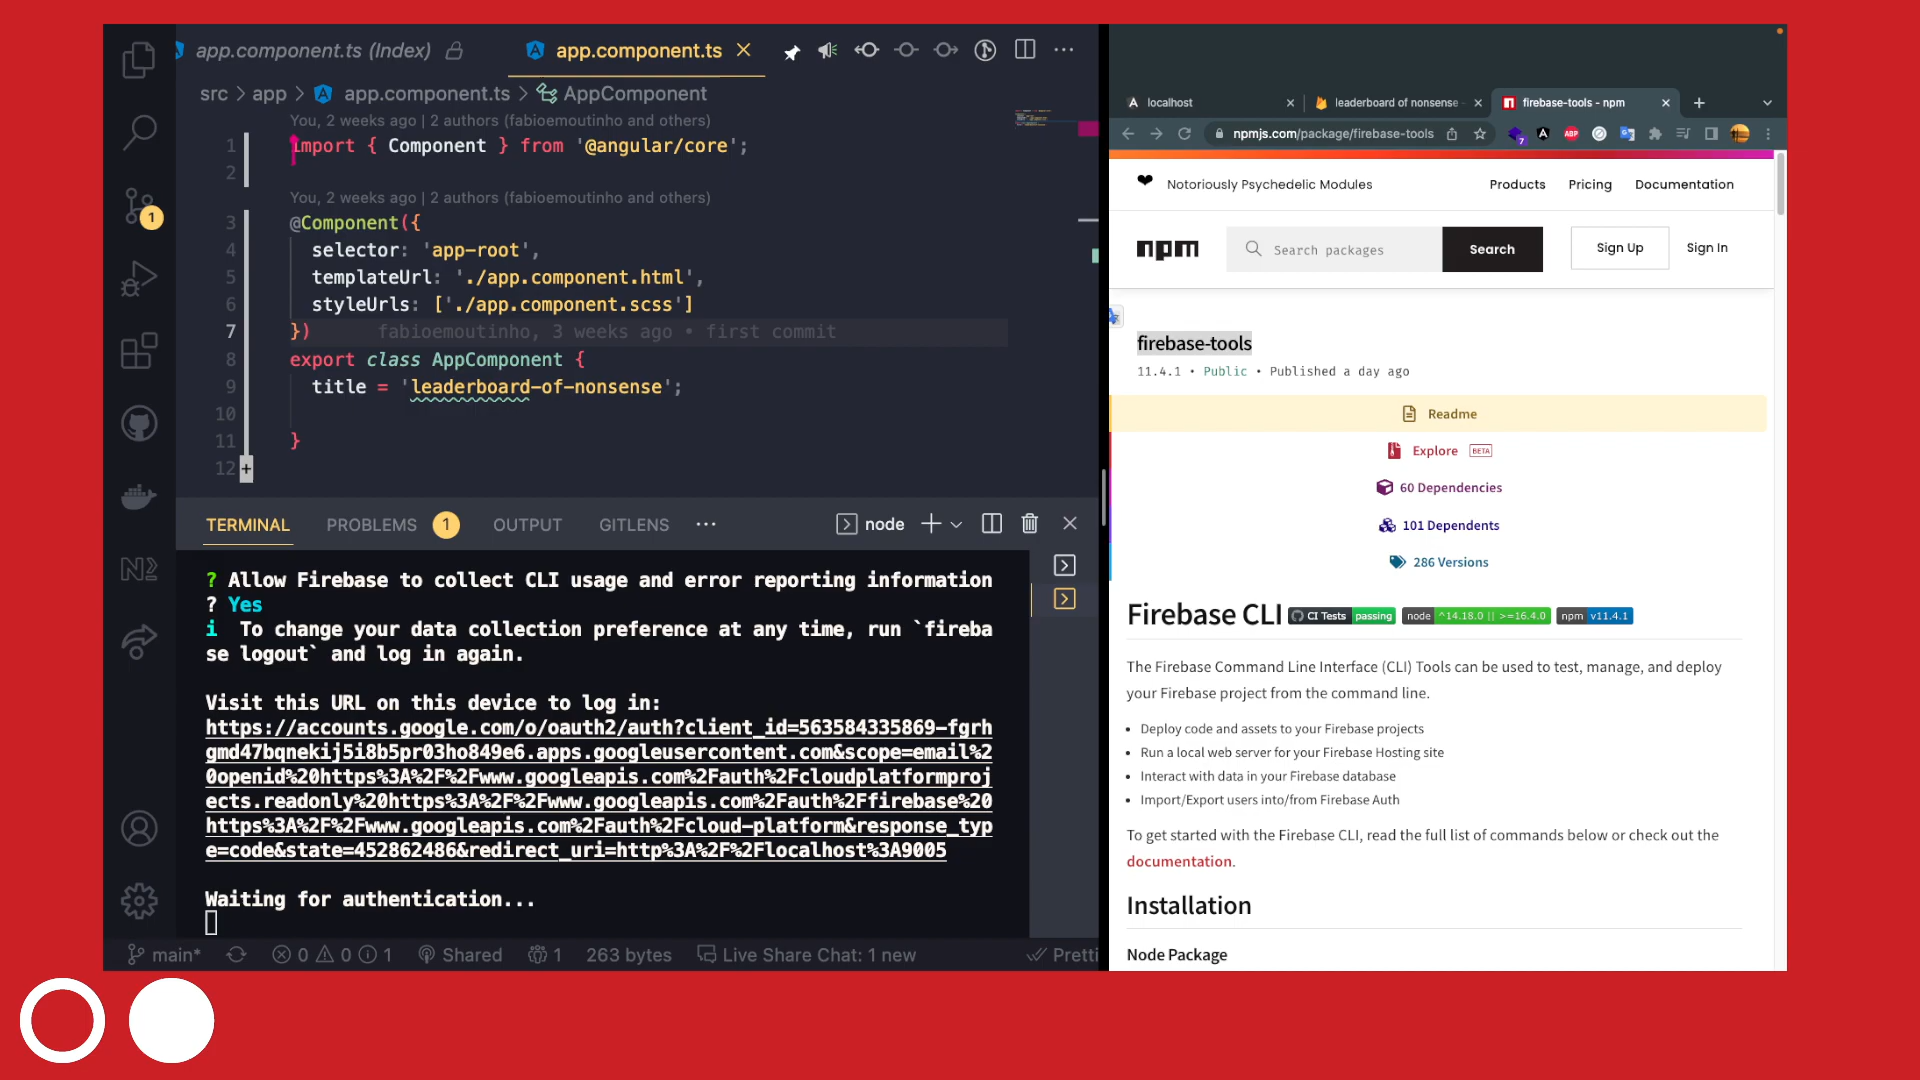 app.component.ts (Index)
app.component.ts
src > app > app.component.ts > AppComponent
You, 2 weeks ago | 2 authors (fabioemoutinho and others)
1 import { Component } from '@angular/core';
2
You, 2 weeks ago | 2 authors (fabioemoutinho and others)
3 @Component({
4 selector: 'app-root',
5 templateUrl: './app.component.html',
6 styleUrls: ['./app.component.scss']
7 }) fabioemoutinho, 3 weeks ago • first commit
8 export class AppComponent {
9 title = 'leaderboard-of-nonsense';
10
11 }
12 +
1
TERMINAL PROBLEMS 1 OUTPUT GITLENS ··· node
? Allow Firebase to collect CLI usage and error reporting information
? Yes
i To change your data collection preference at any time, run `fireba
se logout` and log in again.
Visit this URL on this device to log in:
https://accounts.google.com/o/oauth2/auth?client_id=563584335869-fgrh
gmd47bqnekij5i8b5pr03ho849e6.apps.googleusercontent.com&scope=email%2
0openid%20https%3A%2F%2Fwww.googleapis.com%2Fauth%2Fcloudplatformproj
ects.readonly%20https%3A%2F%2Fwww.googleapis.com%2Fauth%2Ffirebase%20
https%3A%2F%2Fwww.googleapis.com%2Fauth%2Fcloud-platform&response_typ
e=code&state=452862486&redirect_uri=http%3A%2F%2Flocalhost%3A9005
Waiting for authentication...
main* 0 0 1 Shared 1 263 bytes Live Share Chat: 1 new Pretti
localhost
leaderboard of nonsense
firebase-tools - npm
npmjs.com/package/firebase-tools
7
ABP
Notoriously Psychedelic Modules
Products Pricing Documentation
npm
Search packages
Search
Sign Up
Sign In
firebase-tools
11.4.1 • Public • Published a day ago
Readme
Explore BETA
60 Dependencies
101 Dependents
286 Versions
Firebase CLI CI Tests passing node ^14.18.0 || >=16.4.0 npm v11.4.1
The Firebase Command Line Interface (CLI) Tools can be used to test, manage, and deploy
your Firebase project from the command line.
• Deploy code and assets to your Firebase projects
• Run a local web server for your Firebase Hosting site
• Interact with data in your Firebase database
• Import/Export users into/from Firebase Auth
To get started with the Firebase CLI, read the full list of commands below or check out the
documentation.
Installation
Node Package